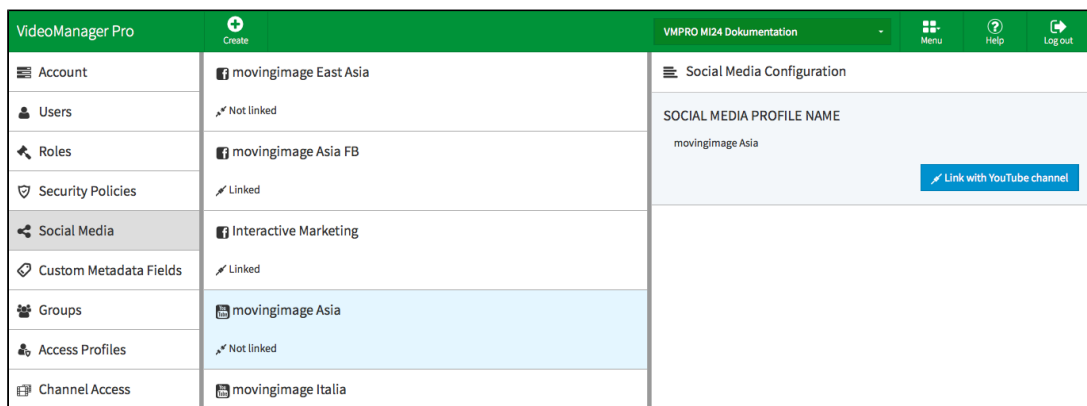 VideoManager Pro
Create
VMPRO MI24 Dokumentation
Menu
Help
Log out
Account
Users
Roles
Security Policies
Social Media
Custom Metadata Fields
Groups
Access Profiles
Channel Access
movingimage East Asia
Not linked
movingimage Asia FB
Linked
Interactive Marketing
Linked
movingimage Asia
Not linked
movingimage Italia
Social Media Configuration
SOCIAL MEDIA PROFILE NAME
movingimage Asia
Link with YouTube channel